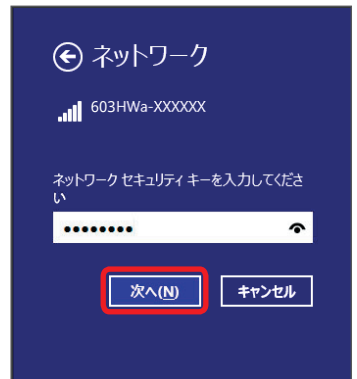 ネットワーク
603HWa-XXXXXX
ネットワーク セキュリティ キーを入力してくださ
い
••••••••
次へ(N)
キャンセル